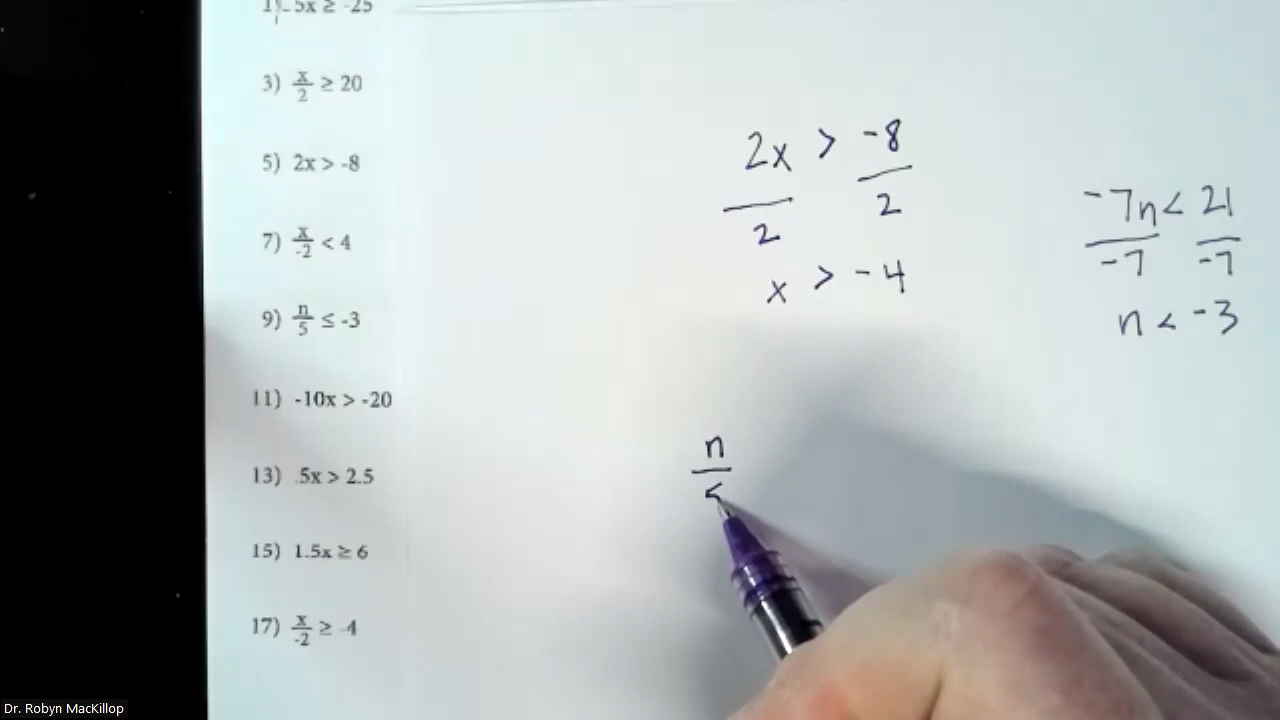 5x ≥ -25
3) x/2 ≥ 20
5) 2x > -8
7) x/-2 < 4
9) n/5 ≤ -3
11) -10x > -20
13) .5x > 2.5
15) 1.5x ≥ 6
17) x/-2 ≥ -4
2x > -8
2 2
x > -4
-7n < 21
-7 -7
n < -3
n
Dr. Robyn MacKillop